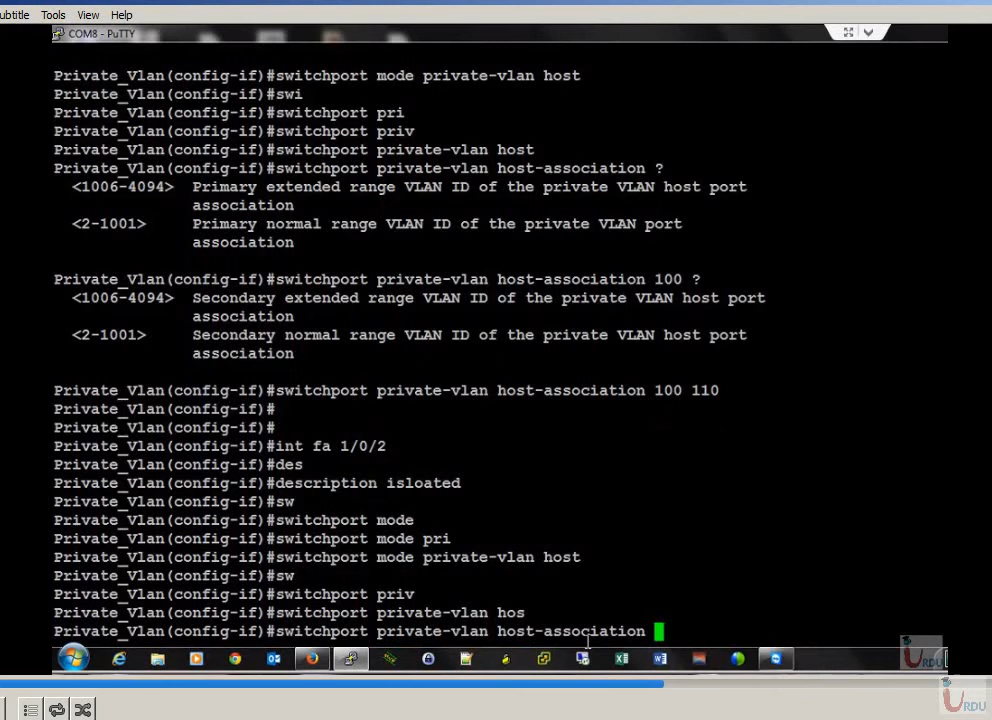 ubtitle Tools View Help
COM8 - PuTTY
Private_Vlan(config-if)#switchport mode private-vlan host
Private_Vlan(config-if)#swi
Private_Vlan(config-if)#switchport pri
Private_Vlan(config-if)#switchport priv
Private_Vlan(config-if)#switchport private-vlan host
Private_Vlan(config-if)#switchport private-vlan host-association ?
<1006-4094> Primary extended range VLAN ID of the private VLAN host port
association
<2-1001> Primary normal range VLAN ID of the private VLAN port
association
Private_Vlan(config-if)#switchport private-vlan host-association 100 ?
<1006-4094> Secondary extended range VLAN ID of the private VLAN host port
association
<2-1001> Secondary normal range VLAN ID of the private VLAN host port
association
Private_Vlan(config-if)#switchport private-vlan host-association 100 110
Private_Vlan(config-if)#
Private_Vlan(config-if)#
Private_Vlan(config-if)#int fa 1/0/2
Private_Vlan(config-if)#des
Private_Vlan(config-if)#description isloated
Private_Vlan(config-if)#sw
Private_Vlan(config-if)#switchport mode
Private_Vlan(config-if)#switchport mode pri
Private_Vlan(config-if)#switchport mode private-vlan host
Private_Vlan(config-if)#sw
Private_Vlan(config-if)#switchport priv
Private_Vlan(config-if)#switchport private-vlan hos
Private_Vlan(config-if)#switchport private-vlan host-association
URDU
URDU